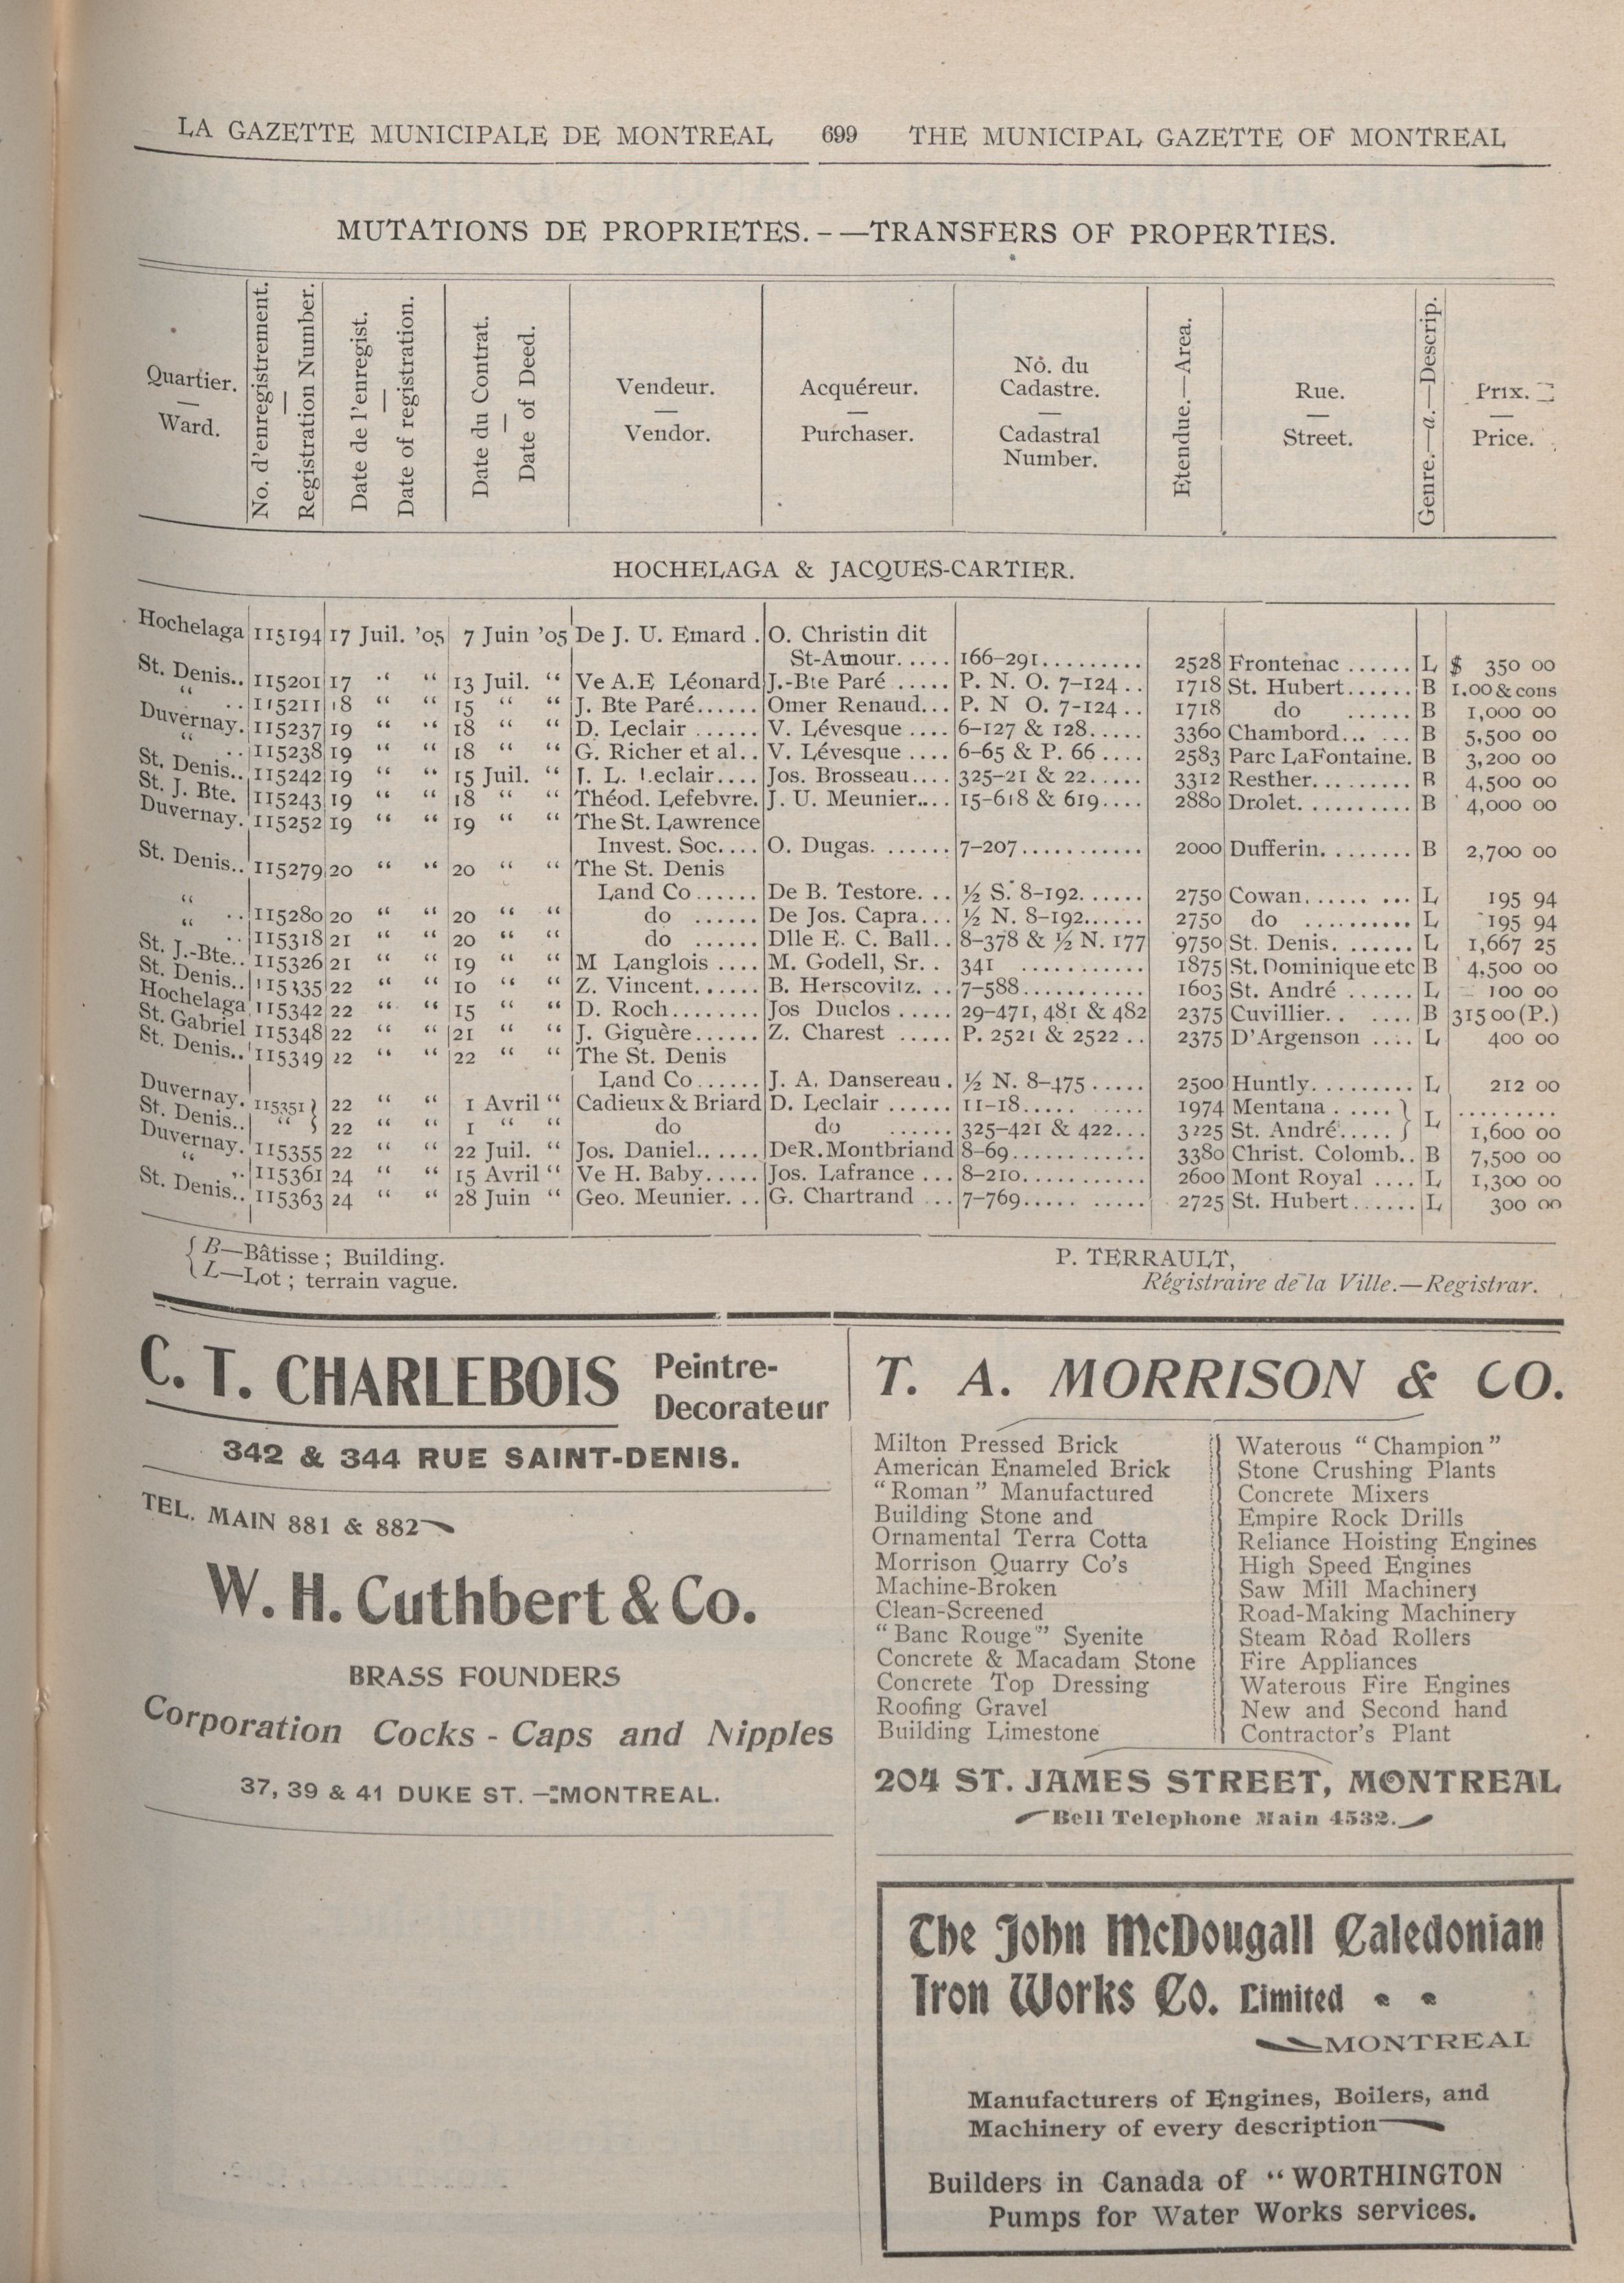 LA GAZETTE MUNICIPALE DE MONTREAL 699 THE MUNICIPAL GAZETTE OF MONTREAL
MUTATIONS DE PROPRIETES.- —TRANSFERS OF PROPERTIES.
Quartier. — Ward.
No. d'enregistrement. — Registration Number.
Date de l'enregist. — Date of registration.
Date du Contrat. — Date of Deed.
Vendeur. — Vendor.
Acquéreur. — Purchaser.
No. du Cadastre. — Cadastral Number.
Etendue.—Area.
Rue. — Street.
Genre.—a.—Descrip.
Prix. — Price.
HOCHELAGA & JACQUES-CARTIER.
Hochelaga 115194 17 Juil. '05 7 Juin '05 De J. U. Emard . O. Christin dit
St-Amour..... 166-291......... 2528 Frontenac ...... L $ 350 00
St. Denis.. 115201 17 " " 13 Juil. " Ve A.E Léonard J.-Bte Paré ..... P. N. O. 7-124 .. 1718 St. Hubert...... B 1.00 & cons
" .. 115211 18 " " 15 " " J. Bte Paré...... Omer Renaud... P. N O. 7-124 .. 1718 do ...... B 1,000 00
Duvernay. 115237 19 " " 18 " " D. Leclair ...... V. Lévesque .... 6-127 & 128..... 3360 Chambord... ... B 5,500 00
" .. 115238 19 " " 18 " " G. Richer et al.. V. Lévesque .... 6-65 & P. 66 .... 2583 Parc LaFontaine. B 3,200 00
St. Denis.. 115242 19 " " 15 Juil. " J. L. Leclair.... Jos. Brosseau.... 325-21 & 22..... 3312 Resther......... B 4,500 00
St. J. Bte. 115243 19 " " 18 " " Théod. Lefebvre. J. U. Meunier.... 15-618 & 619.... 2880 Drolet.......... B 4,000 00
Duvernay. 115252 19 " " 19 " " The St. Lawrence
Invest. Soc.... O. Dugas. ....... 7-207........... 2000 Dufferin. ....... B 2,700 00
St. Denis.. 115279 20 " " 20 " " The St. Denis
Land Co ...... De B. Testore. .. ½ S. 8-192...... 2750 Cowan...... ... L 195 94
" .. 115280 20 " " 20 " " do ...... De Jos. Capra... ½ N. 8-192...... 2750 do .......... L 195 94
" .. 115318 21 " " 20 " " do ...... Dlle E. C. Ball.. 8-378 & ½ N. 177 9750 St. Denis. ...... L 1,667 25
St. J.-Bte.. 115326 21 " " 19 " " M Langlois .... M. Godell, Sr. . 341 ........... 1875 St. Dominique etc B 4,500 00
St. Denis.. 115335 22 " " 10 " " Z. Vincent...... B. Herscovitz. .. 7-588........... 1603 St. André ...... L 100 00
Hochelaga 115342 22 " " 15 " " D. Roch........ Jos Duclos ..... 29-471, 481 & 482 2375 Cuvillier.. .... B 315 00 (P.)
St. Gabriel 115348 22 " " 21 " " J. Giguère...... Z. Charest ..... P. 2521 & 2522 .. 2375 D'Argenson .... L 400 00
St. Denis.. 115349 22 " " 22 " " The St. Denis
Land Co...... J. A. Dansereau . ½ N. 8-475 ..... 2500 Huntly......... L 212 00
Duvernay. 115351 } 22 " " 1 Avril " Cadieux & Briard D. Leclair ...... 11-18..... ..... 1974 Mentana ..... } L .........
St. Denis.. " } 22 " " 1 " " do do ...... 325-421 & 422... 3225 St. André..... } 1,600 00
Duvernay. 115355 22 " " 22 Juil. " Jos. Daniel...... DeR. Montbriand 8-69............ 3380 Christ. Colomb.. B 7,500 00
" .. 115361 24 " " 15 Avril " Ve H. Baby..... Jos. Lafrance ... 8-210........... 2600 Mont Royal .... L 1,300 00
St. Denis.. 115363 24 " " 28 Juin " Geo. Meunier. .. G. Chartrand ... 7-769..... ..... 2725 St. Hubert...... L 300 00
{ B—Bâtisse ; Building.
L—Lot ; terrain vague.
P. TERRAULT,
Régistraire de la Ville.—Registrar.
C. T. CHARLEBOIS Peintre-
Decorateur
342 & 344 RUE SAINT-DENIS.
TEL. MAIN 881 & 882
W. H. Cuthbert & Co.
BRASS FOUNDERS
Corporation Cocks - Caps and Nipples
37, 39 & 41 DUKE ST. — MONTREAL.
T. A. MORRISON & CO.
Milton Pressed Brick
American Enameled Brick
"Roman" Manufactured
Building Stone and
Ornamental Terra Cotta
Morrison Quarry Co's
Machine-Broken
Clean-Screened
"Banc Rouge" Syenite
Concrete & Macadam Stone
Concrete Top Dressing
Roofing Gravel
Building Limestone
Waterous "Champion"
Stone Crushing Plants
Concrete Mixers
Empire Rock Drills
Reliance Hoisting Engines
High Speed Engines
Saw Mill Machinery
Road-Making Machinery
Steam Road Rollers
Fire Appliances
Waterous Fire Engines
New and Second hand
Contractor's Plant
204 ST. JAMES STREET, MONTREAL
Bell Telephone Main 4532.
The John McDougall Caledonian
Iron Works Co. Limited
MONTREAL
Manufacturers of Engines, Boilers, and
Machinery of every description
Builders in Canada of "WORTHINGTON
Pumps for Water Works services.